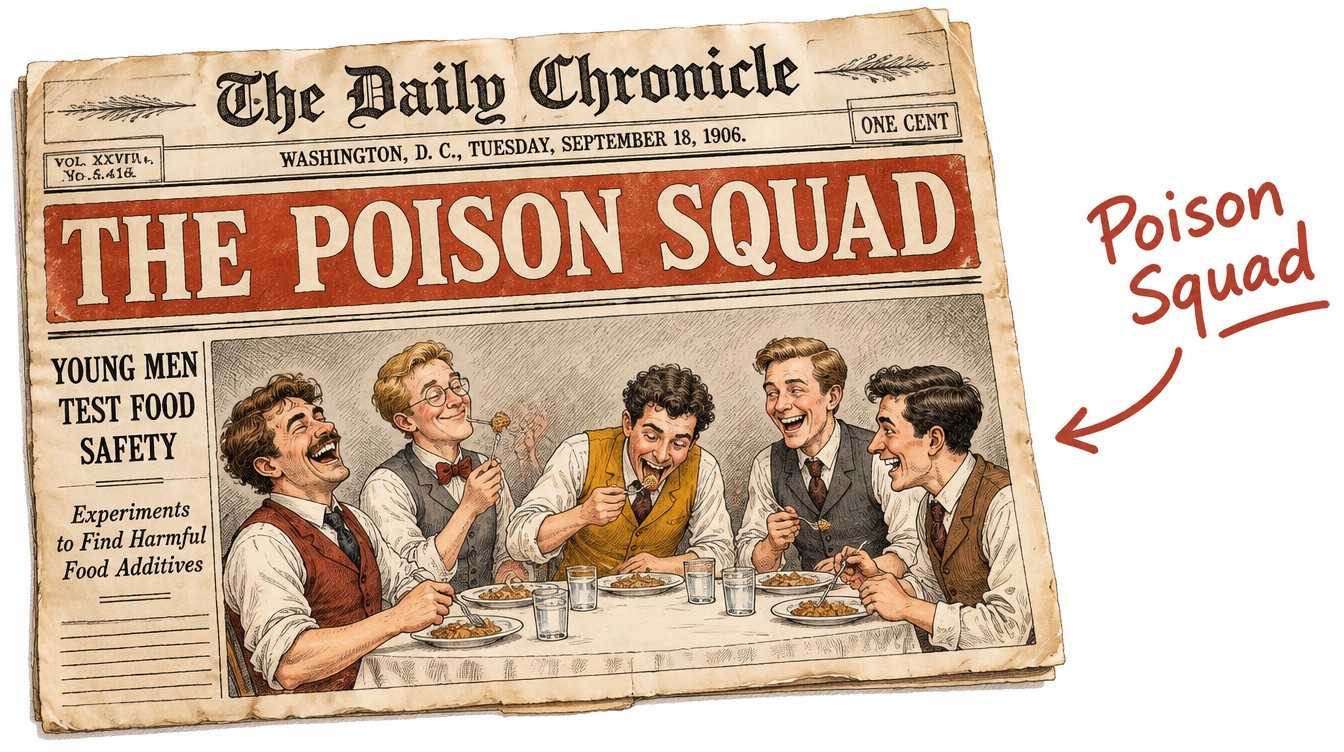 The Daily Chronicle
WASHINGTON, D. C., TUESDAY, SEPTEMBER 18, 1906.
ONE CENT
THE POISON SQUAD
YOUNG MEN
TEST FOOD
SAFETY
Experiments
to Find Harmful
Food Additives
Poison
Squad